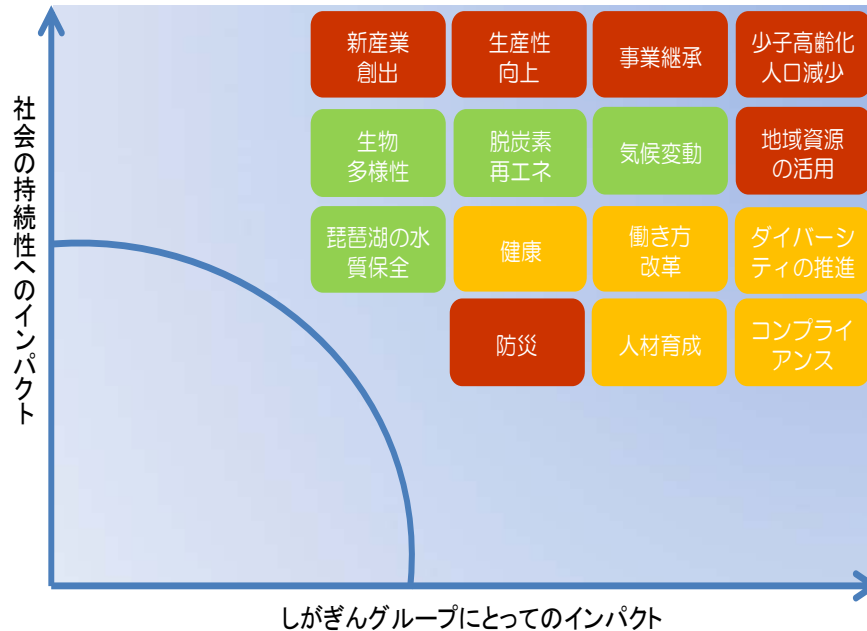 社会の持続性へのインパクト
新産業
創出
生産性
向上
事業継承
少子高齢化
人口減少
生物
多様性
脱炭素
再エネ
気候変動
地域資源
の活用
琵琶湖の水
質保全
健康
働き方
改革
ダイバーシ
ティの推進
防災
人材育成
コンプライ
アンス
しがぎんグループにとってのインパクト